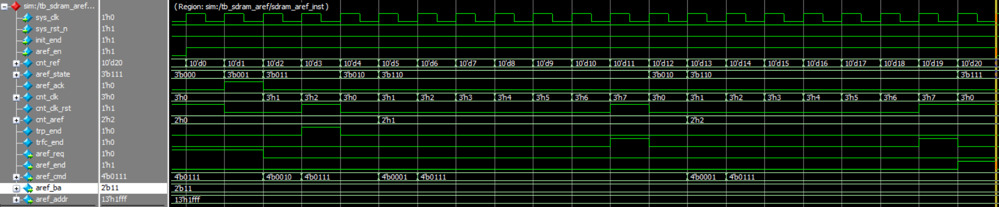 sim:/tb_sdram_aref... ( Region: sim:/tb_sdram_aref/sdram_aref_inst )
sys_clk 1'h0
sys_rst_n 1'h1
init_end 1'h1
aref_en 1'h1
cnt_ref 10'd20 10'd0 10'd1 10'd2 10'd3 10'd4 10'd5 10'd6 10'd7 10'd8 10'd9 10'd10 10'd11 10'd12 10'd13 10'd14 10'd15 10'd16 10'd17 10'd18 10'd19 10'd20
aref_state 3'b111 3'b000 3'b001 3'b011 3'b010 3'b110 3'b010 3'b110 3'b111
aref_ack 1'h0
cnt_clk 3'h0 3'h0 3'h1 3'h2 3'h0 3'h1 3'h2 3'h3 3'h4 3'h5 3'h6 3'h7 3'h0 3'h1 3'h2 3'h3 3'h4 3'h5 3'h6 3'h7 3'h0
cnt_clk_rst 1'h1
cnt_aref 2'h2 2'h0 2'h1 2'h2
trp_end 1'h0
trfc_end 1'h0
aref_req 1'h0
aref_end 1'h1
aref_cmd 4'b0111 4'b0111 4'b0010 4'b0111 4'b0001 4'b0111 4'b0001 4'b0111
aref_ba 2'b11 2'b11
aref_addr 13'h1fff 13'h1fff